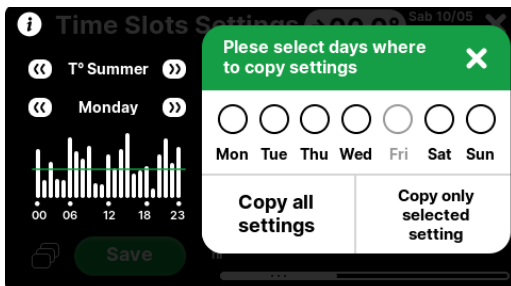 i Time Slots Settings
Sab 10/05
Plese select days where
to copy settings
T° Summer
Monday
Mon Tue Thu Wed Fri Sat Sun
00 06 12 18 23
Copy all
settings
Copy only
selected
setting
Save